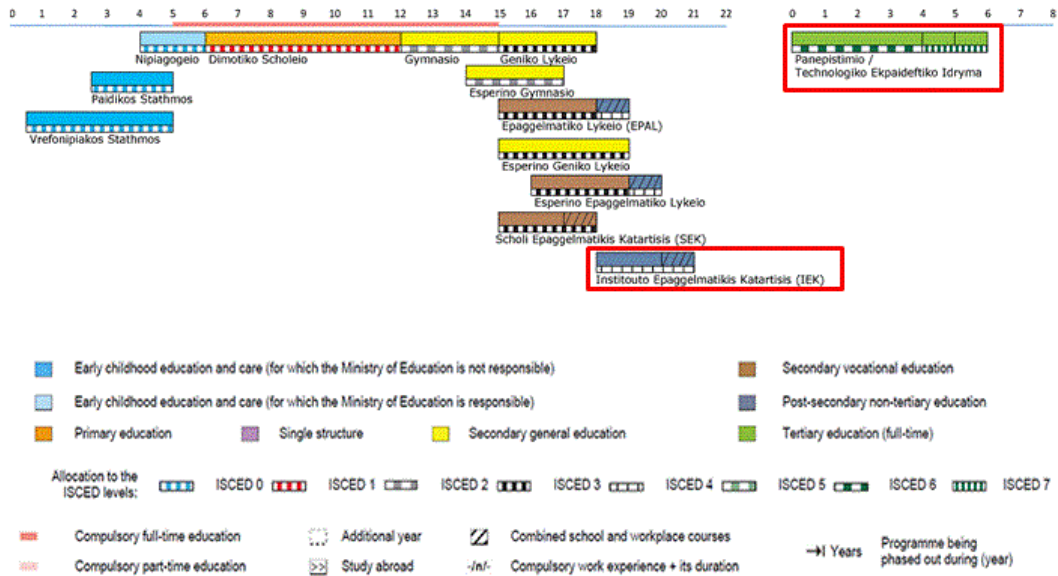 0 1 2 3 4 5 6 7 8 9 10 11 12 13 14 15 16 17 18 19 20 21 22
0 1 2 3 4 5 6 7 8
Nipiagogeio Dimotiko Scholeio Gymnasio Geniko Lykeio
Panepistimio /
Technologiko Ekpaideftiko Idryma
Esperino Gymnasio
Paidikos Stathmos
Epaggelmatiko Lykeio (EPAL)
Vrefonipiakos Stathmos
Esperino Geniko Lykeio
Esperino Epaggelmatiko Lykeio
Scholi Epaggelmatikis Katartisis (SEK)
Institouto Epaggelmatikis Katartisis (IEK)
Early childhood education and care (for which the Ministry of Education is not responsible)
Secondary vocational education
Early childhood education and care (for which the Ministry of Education is responsible)
Post-secondary non-tertiary education
Primary education
Single structure
Secondary general education
Tertiary education (full-time)
Allocation to the
ISCED levels:
ISCED 0
ISCED 1
ISCED 2
ISCED 3
ISCED 4
ISCED 5
ISCED 6
ISCED 7
Compulsory full-time education
Additional year
Combined school and workplace courses
Compulsory part-time education
>> Study abroad
-/n/- Compulsory work experience + its duration
Years
Programme being
phased out during (year)